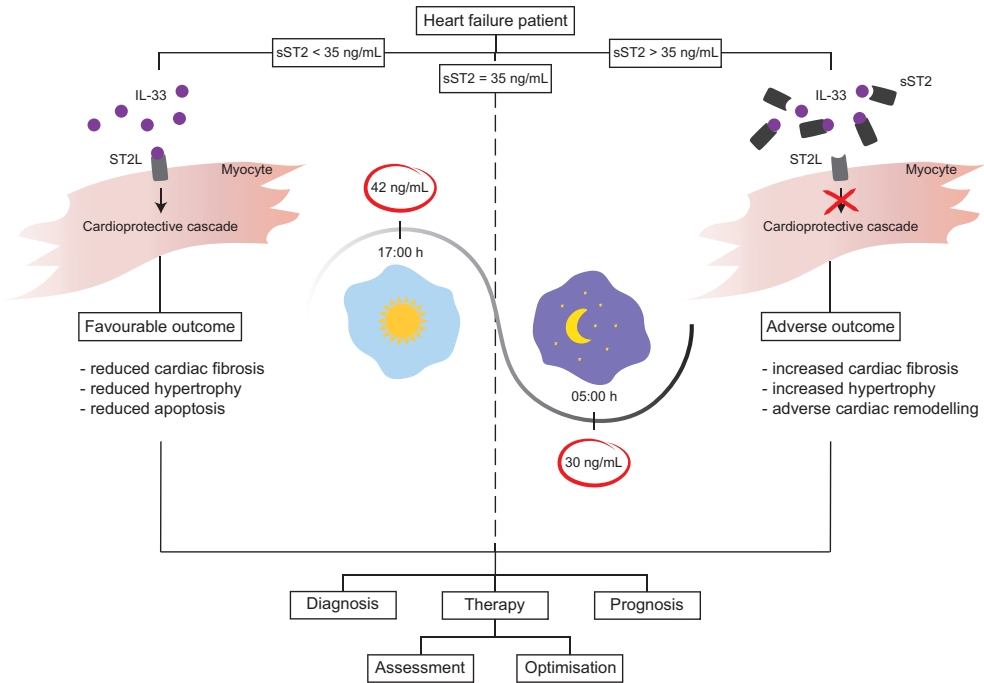 Heart failure patient
sST2 < 35 ng/mL
sST2 = 35 ng/mL
sST2 > 35 ng/mL
IL-33
ST2L
Myocyte
Cardioprotective cascade
Favourable outcome
- reduced cardiac fibrosis
- reduced hypertrophy
- reduced apoptosis
42 ng/mL
17:00 h
05:00 h
30 ng/mL
IL-33
sST2
ST2L
Myocyte
Cardioprotective cascade
Adverse outcome
- increased cardiac fibrosis
- increased hypertrophy
- adverse cardiac remodelling
Diagnosis
Therapy
Prognosis
Assessment
Optimisation